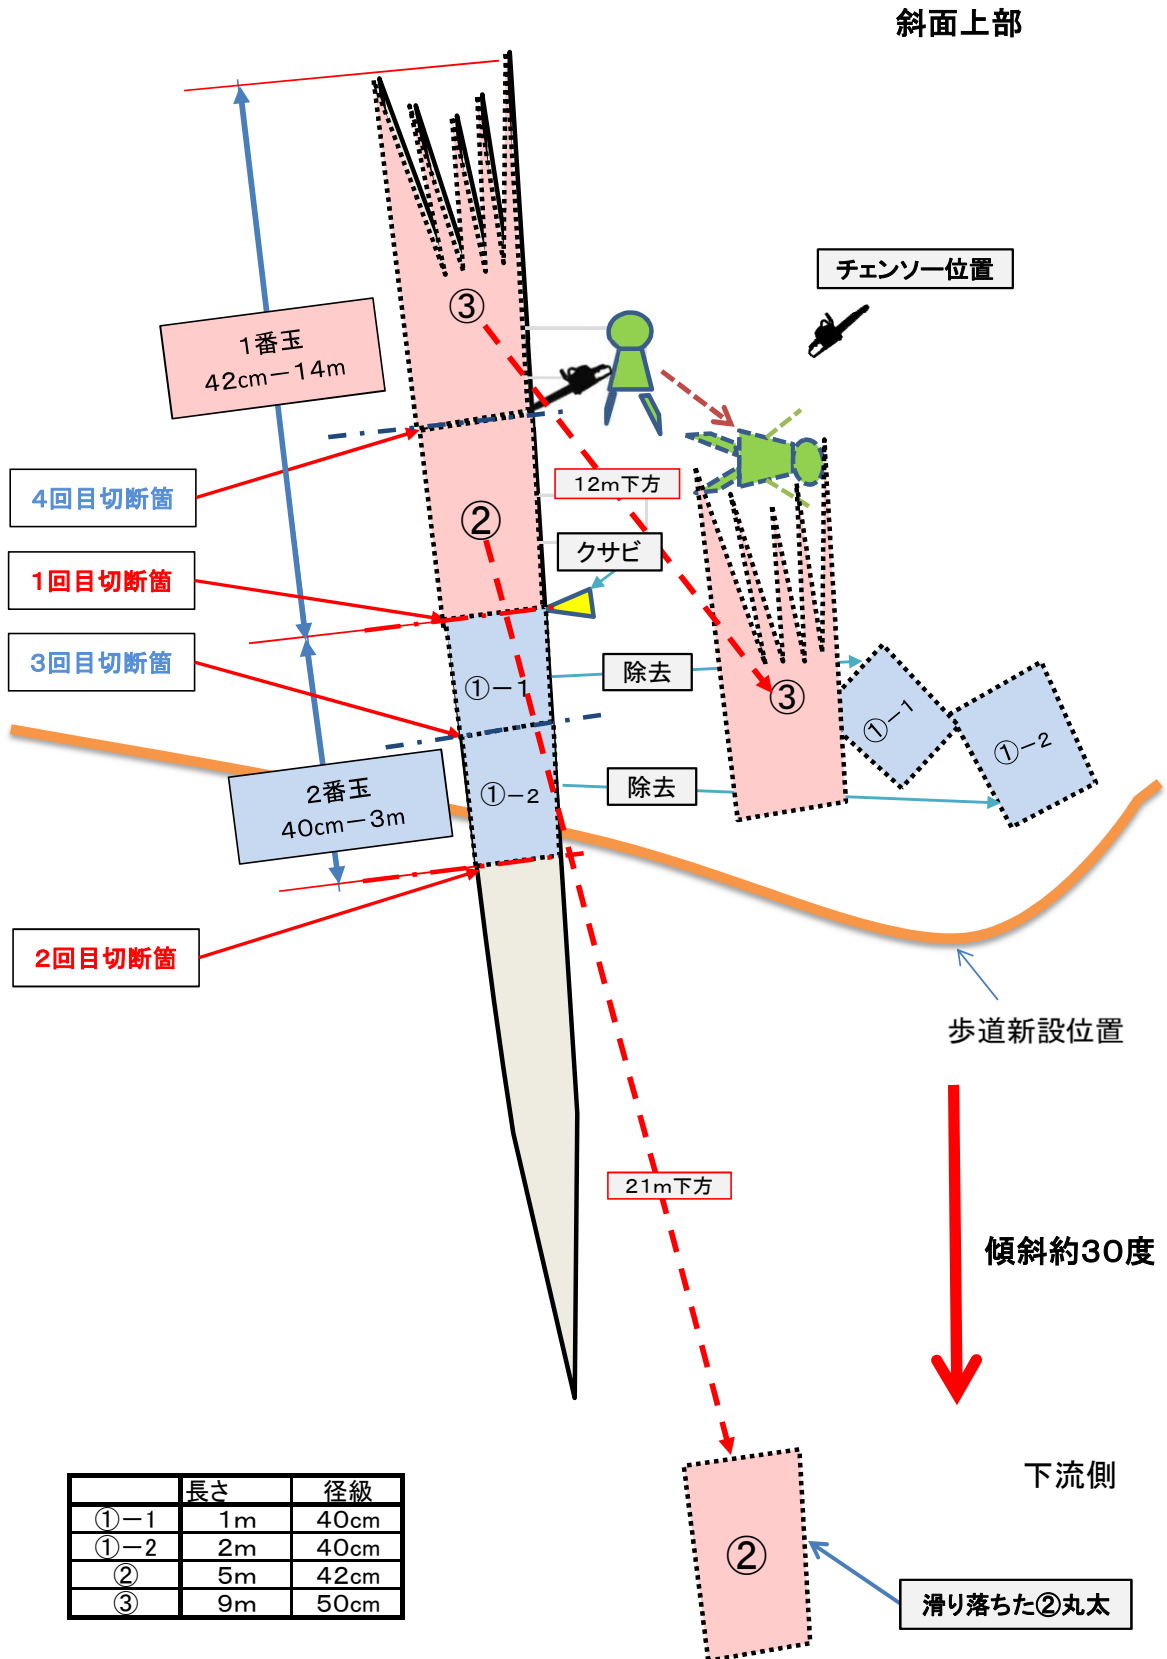 斜面上部
チェンソー位置
③
1番玉
42cm－14m
4回目切断箇
12m下方
②
クサビ
1回目切断箇
3回目切断箇
①-1
除去
③
①-1
①-2
2番玉
40cm－3m
①-2
除去
2回目切断箇
歩道新設位置
21m下方
傾斜約30度
下流側
長さ 径級
①－1 1m 40cm
①－2 2m 40cm
② 5m 42cm
③ 9m 50cm
②
滑り落ちた②丸太